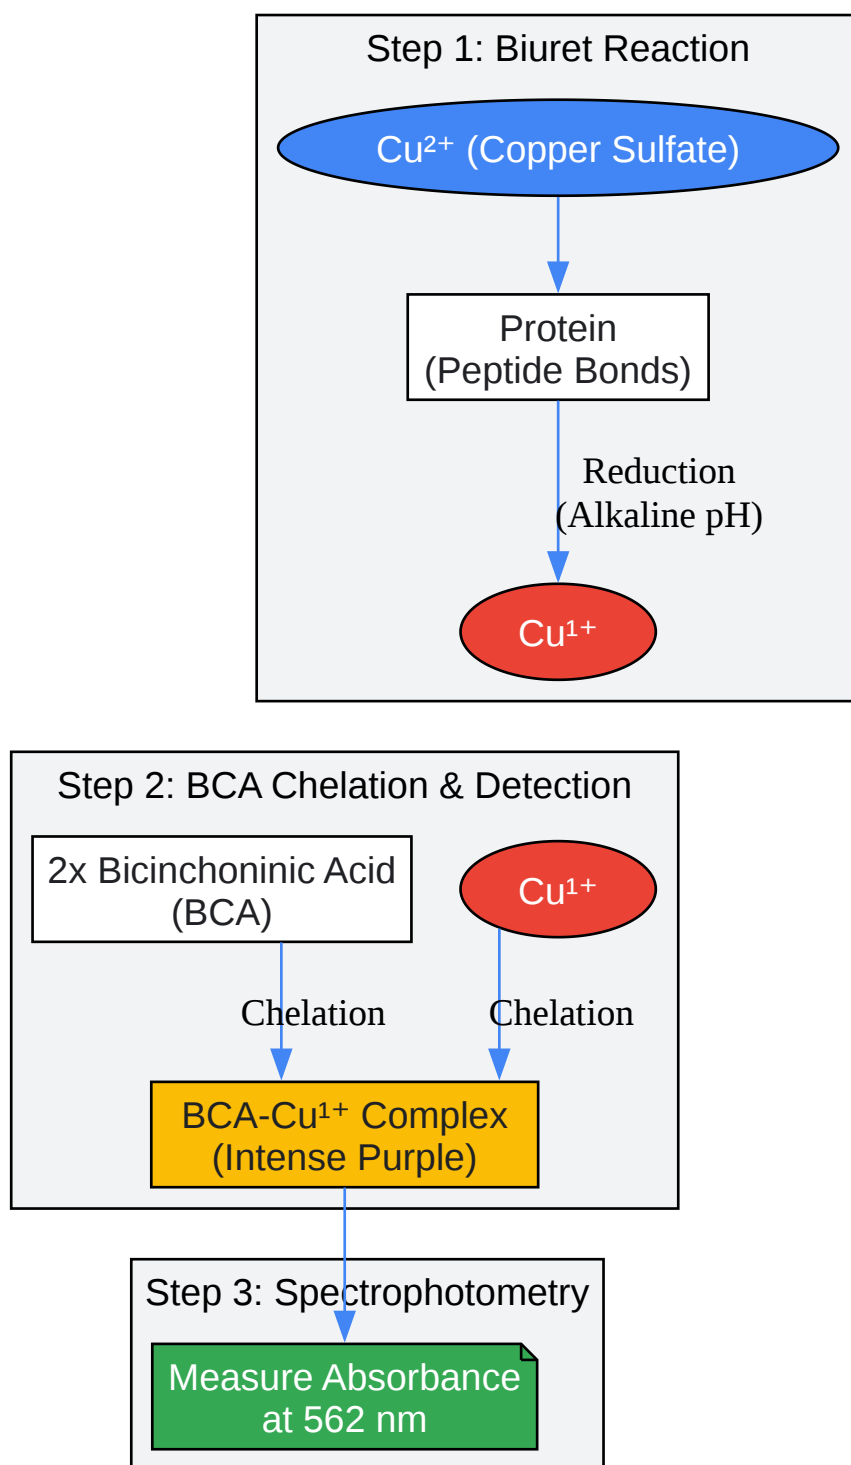 Step 1: Biuret Reaction
Cu²⁺ (Copper Sulfate)
Protein
(Peptide Bonds)
Reduction
(Alkaline pH)
Cu¹⁺
Step 2: BCA Chelation & Detection
2x Bicinchoninic Acid
(BCA)
Cu¹⁺
Chelation
Chelation
BCA-Cu¹⁺ Complex
(Intense Purple)
Step 3: Spectrophotometry
Measure Absorbance
at 562 nm